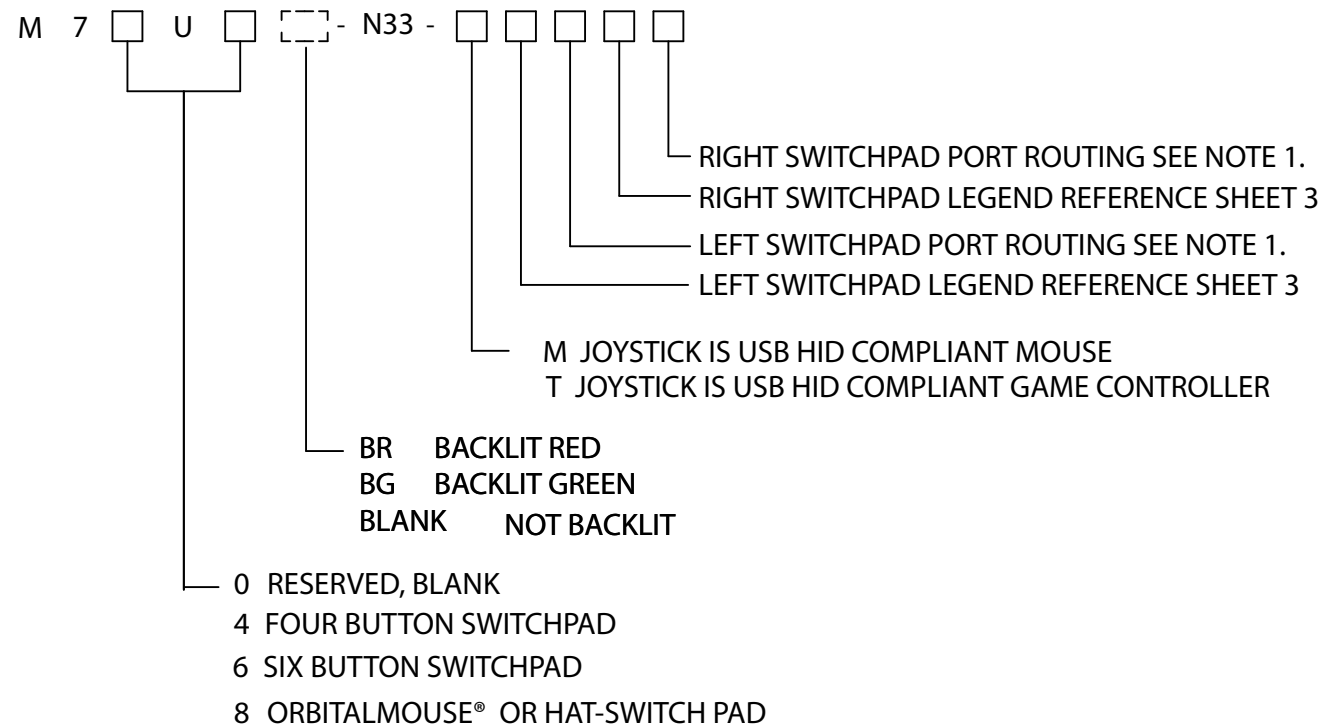 M 7 □ U □ - N33 - □ □ □ □ □
RIGHT SWITCHPAD PORT ROUTING SEE NOTE 1.
RIGHT SWITCHPAD LEGEND REFERENCE SHEET 3
LEFT SWITCHPAD PORT ROUTING SEE NOTE 1.
LEFT SWITCHPAD LEGEND REFERENCE SHEET 3
M JOYSTICK IS USB HID COMPLIANT MOUSE
T JOYSTICK IS USB HID COMPLIANT GAME CONTROLLER
BR BACKLIT RED
BG BACKLIT GREEN
BLANK NOT BACKLIT
0 RESERVED, BLANK
4 FOUR BUTTON SWITCHPAD
6 SIX BUTTON SWITCHPAD
8 ORBITALMOUSE® OR HAT-SWITCH PAD